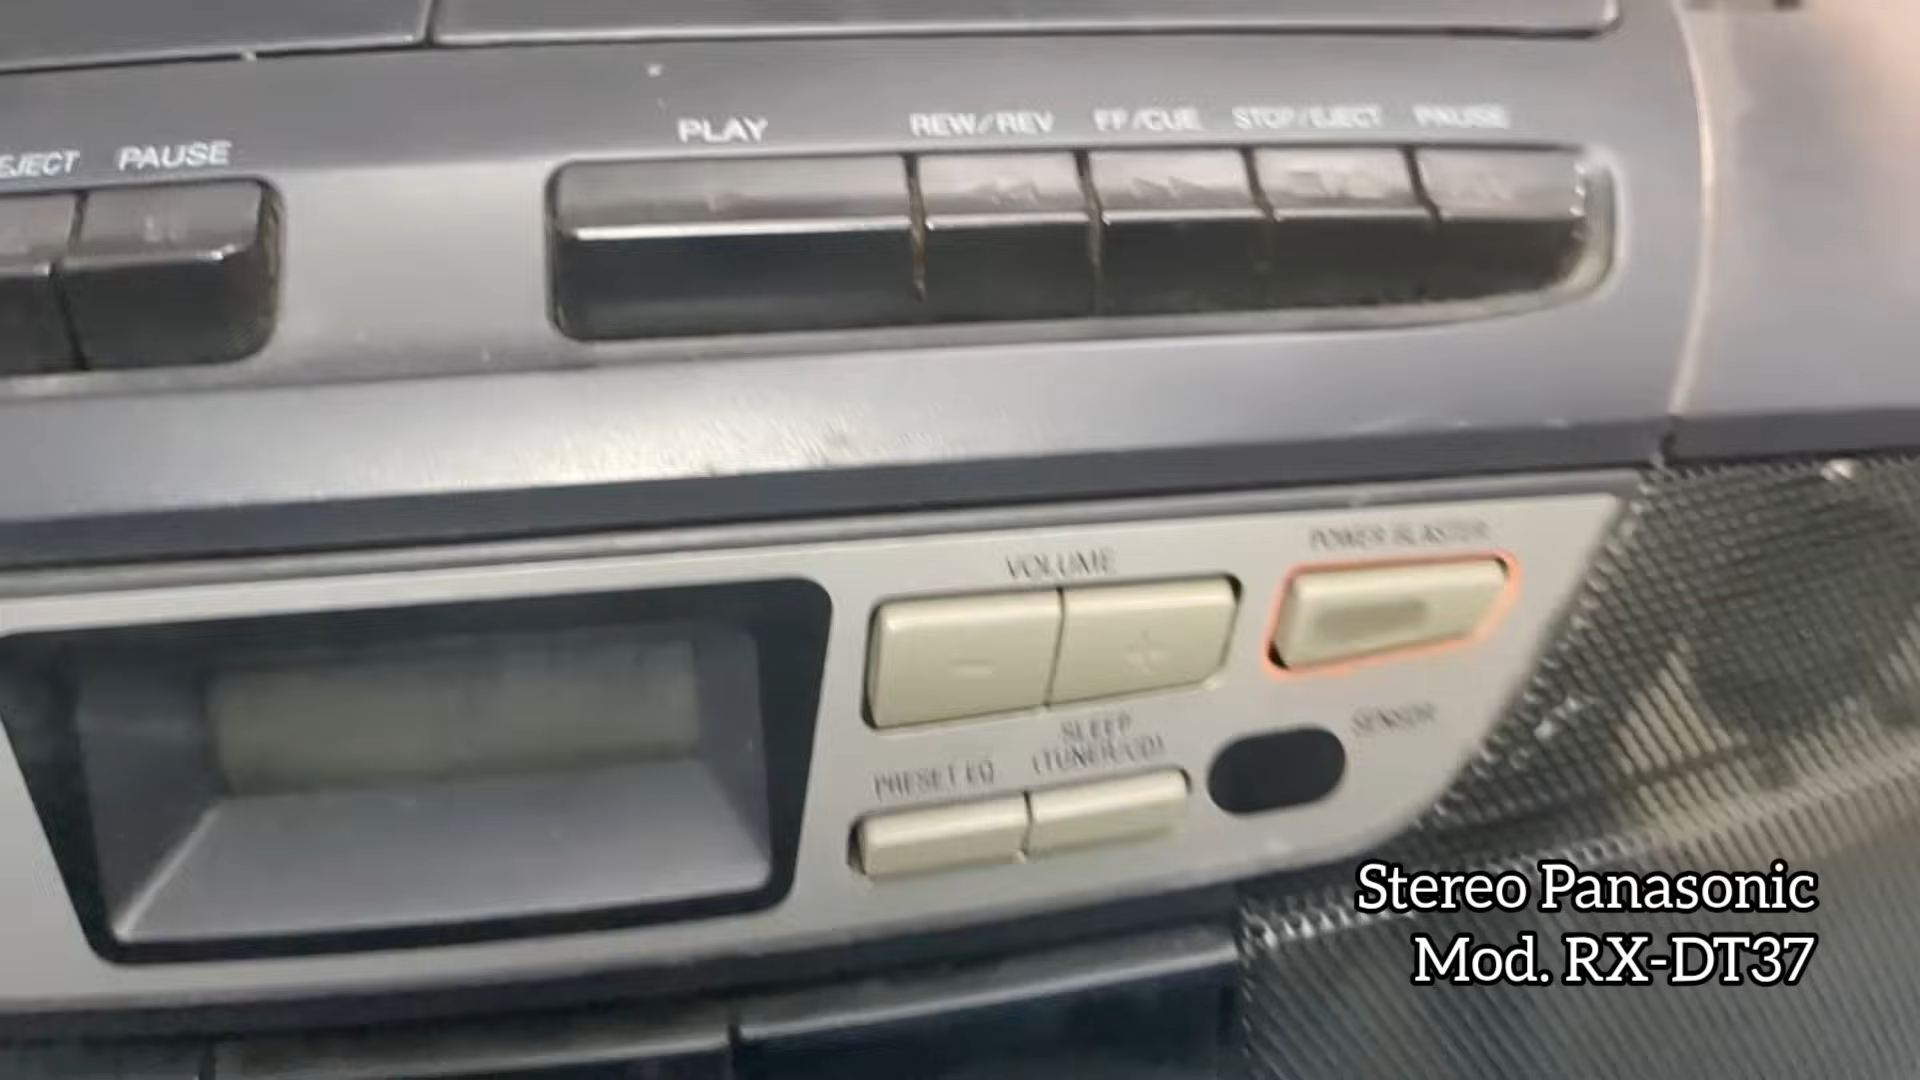 EJECT PAUSE
PLAY REW/REV FF/CUE STOP/EJECT PAUSE
VOLUME
POWER BLASTER
- +
SLEEP
PRESET EQ (TUNER/CD)
SENSOR
Stereo Panasonic
Mod. RX-DT37